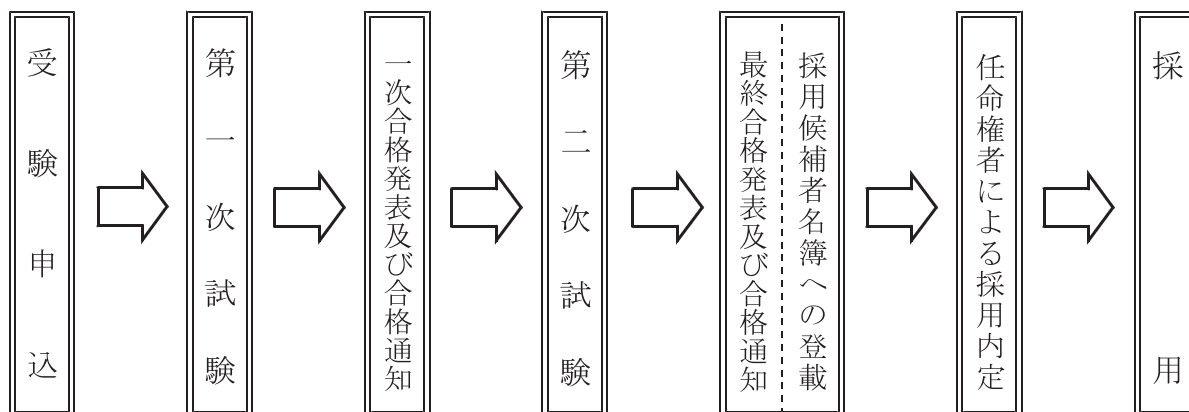 受験申込
第一次試験
一次合格発表及び合格通知
第二次試験
採用候補者名簿への登載
最終合格発表及び合格通知
任命権者による採用内定
採用